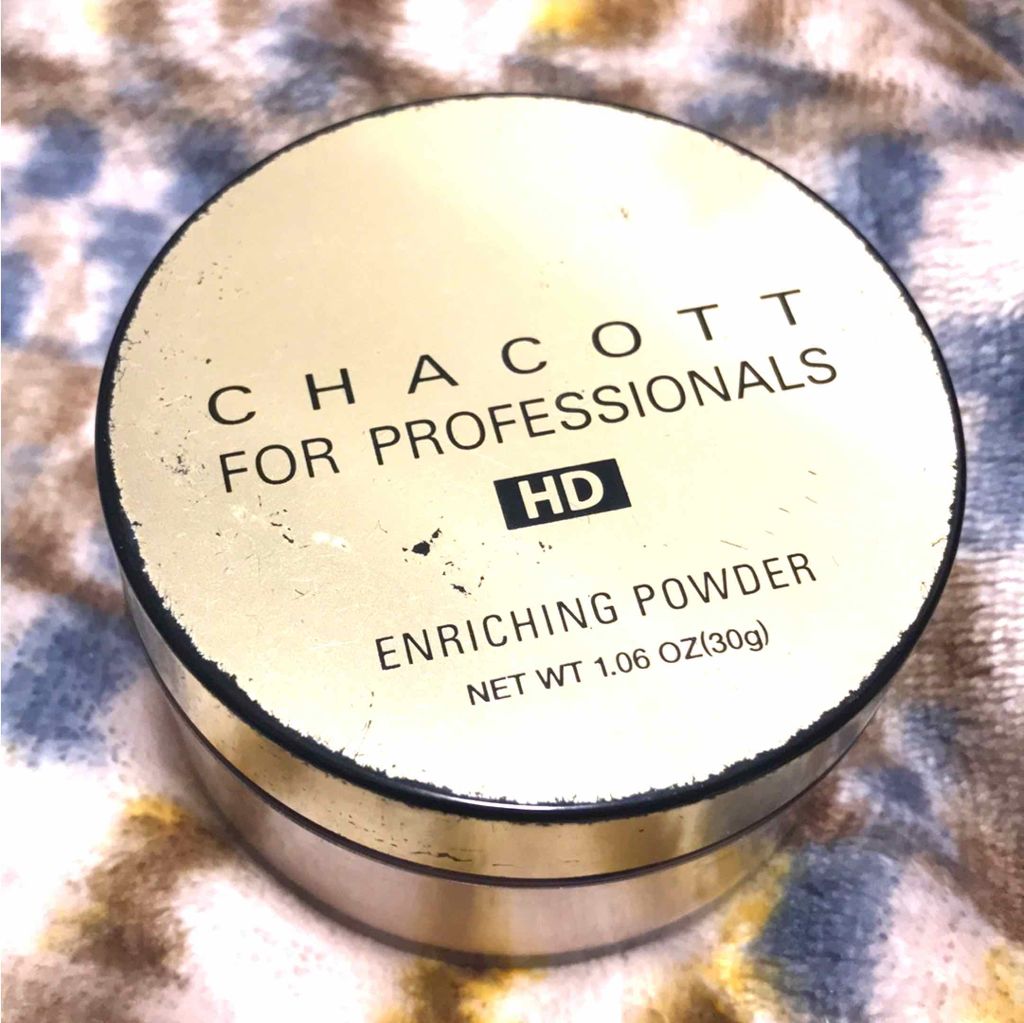 CHACOTT
FOR PROFESSIONALS
HD
ENRICHING POWDER
NET WT 1.06 OZ(30g)